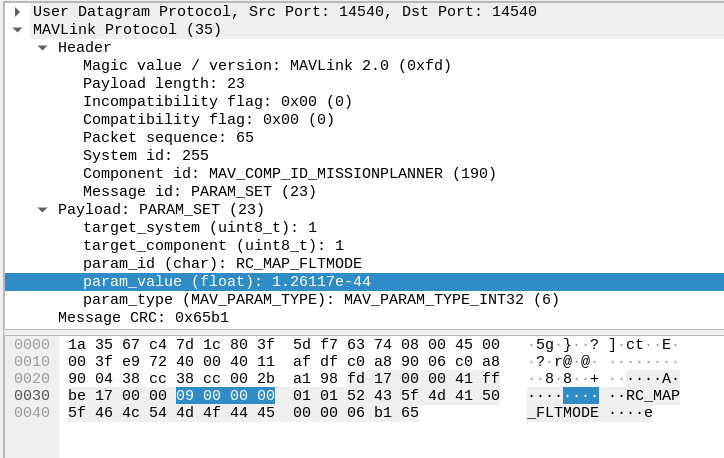 User Datagram Protocol, Src Port: 14540, Dst Port: 14540
MAVLink Protocol (35)
Header
Magic value / version: MAVLink 2.0 (0xfd)
Payload length: 23
Incompatibility flag: 0x00 (0)
Compatibility flag: 0x00 (0)
Packet sequence: 65
System id: 255
Component id: MAV_COMP_ID_MISSIONPLANNER (190)
Message id: PARAM_SET (23)
Payload: PARAM_SET (23)
target_system (uint8_t): 1
target_component (uint8_t): 1
param_id (char): RC_MAP_FLTMODE
param_value (float): 1.26117e-44
param_type (MAV_PARAM_TYPE): MAV_PARAM_TYPE_INT32 (6)
Message CRC: 0x65b1
0000 1a 35 67 c4 7d 1c 80 3f 5d f7 63 74 08 00 45 00 ·5g·}··?]·ct··E·
0010 00 3f e9 72 40 00 40 11 af df c0 a8 90 06 c0 a8 ·?·r@·@·········
0020 90 04 38 cc 38 cc 00 2b a1 98 fd 17 00 00 41 ff ··8·8··+······A·
0030 be 17 00 00 09 00 00 00 01 01 52 43 5f 4d 41 50 ··········RC_MAP
0040 5f 46 4c 54 4d 4f 44 45 00 00 06 b1 65 _FLTMODE····e